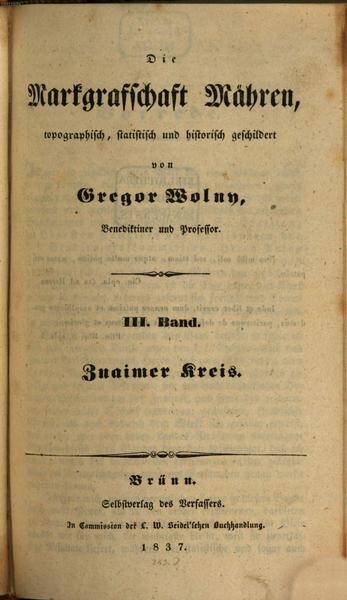 Die
Markgrafschaft Mähren,
topographisch, statistisch und historisch geschildert
von
Gregor Wolny,
Benediktiner und Professor.
III. Band.
Znaimer Kreis.
Brünn.
Selbstverlag des Verfassers.
In Commission der L. W. Seidel'schen Buchhandlung.
1837.